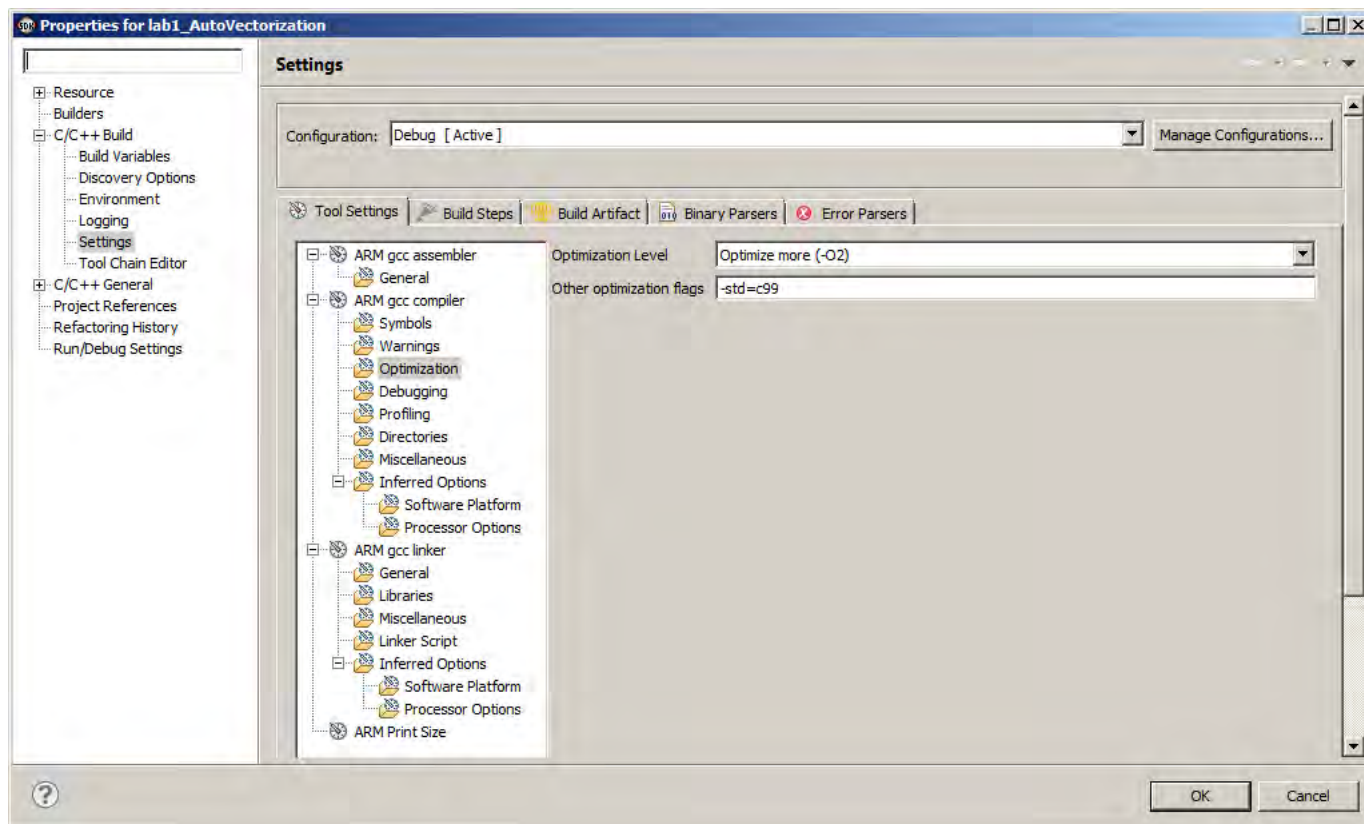 SDK Properties for lab1_AutoVectorization
Settings
Resource
Builders
C/C++ Build
Build Variables
Discovery Options
Environment
Logging
Settings
Tool Chain Editor
C/C++ General
Project References
Refactoring History
Run/Debug Settings
Configuration: Debug [ Active ] Manage Configurations...
Tool Settings Build Steps Build Artifact 010 Binary Parsers Error Parsers
ARM gcc assembler
General
ARM gcc compiler
Symbols
Warnings
Optimization
Debugging
Profiling
Directories
Miscellaneous
Inferred Options
Software Platform
Processor Options
ARM gcc linker
General
Libraries
Miscellaneous
Linker Script
Inferred Options
Software Platform
Processor Options
ARM Print Size
Optimization Level Optimize more (-O2)
Other optimization flags -std=c99
? OK Cancel